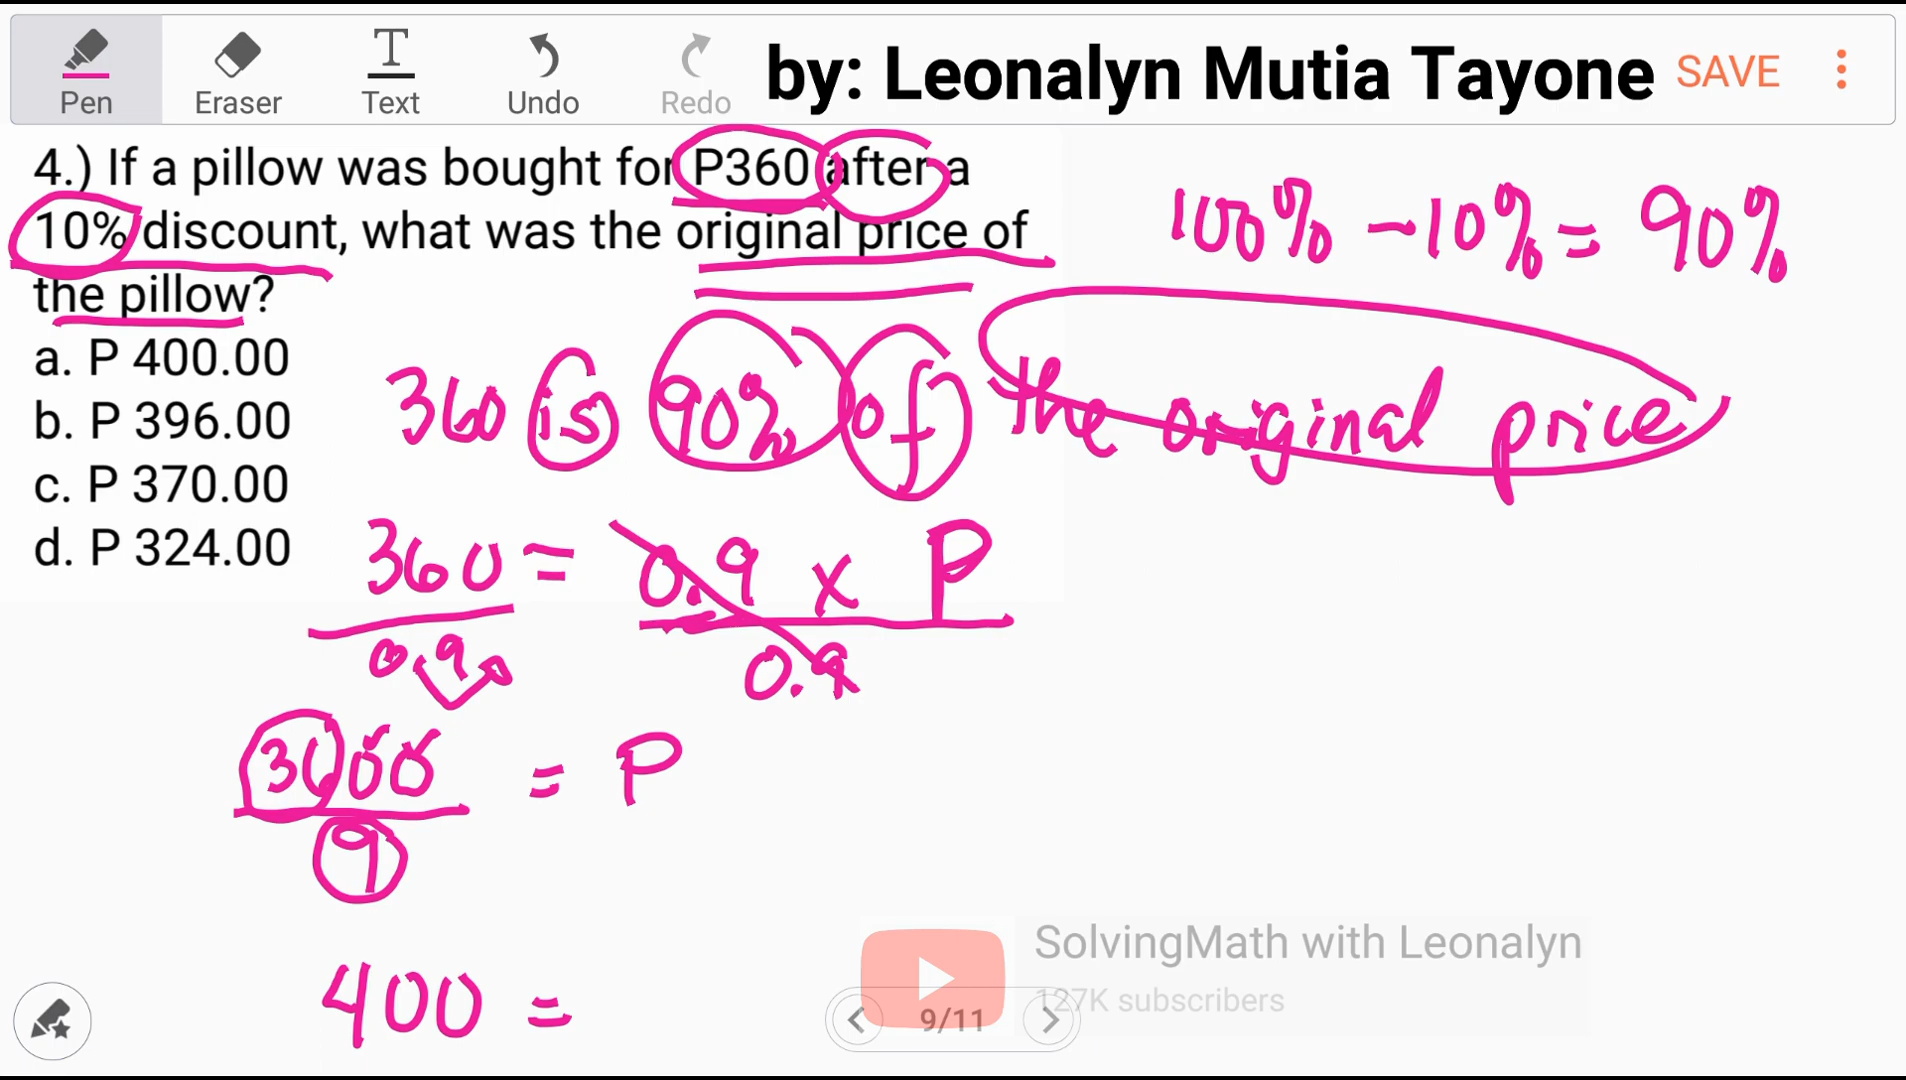 Pen Eraser Text Undo Redo by: Leonalyn Mutia Tayone SAVE
4.) If a pillow was bought for P360 after a
10% discount, what was the original price of
the pillow?
a. P 400.00
b. P 396.00
c. P 370.00
d. P 324.00
100% - 10% = 90%
360 is 90% of the original price
360 = 0.9 x P
0.9 0.9
3600 = P
9
400 =
SolvingMath with Leonalyn
127K subscribers
9/11